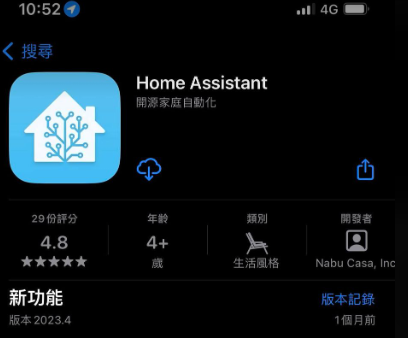 10:52
4G
搜尋
Home Assistant
開源家庭自動化
29份評分
年齡
類別
開發者
4.8
4+
★★★★★
歲
生活風格
Nabu Casa, Inc
新功能
版本記錄
版本 2023.4
1個月前